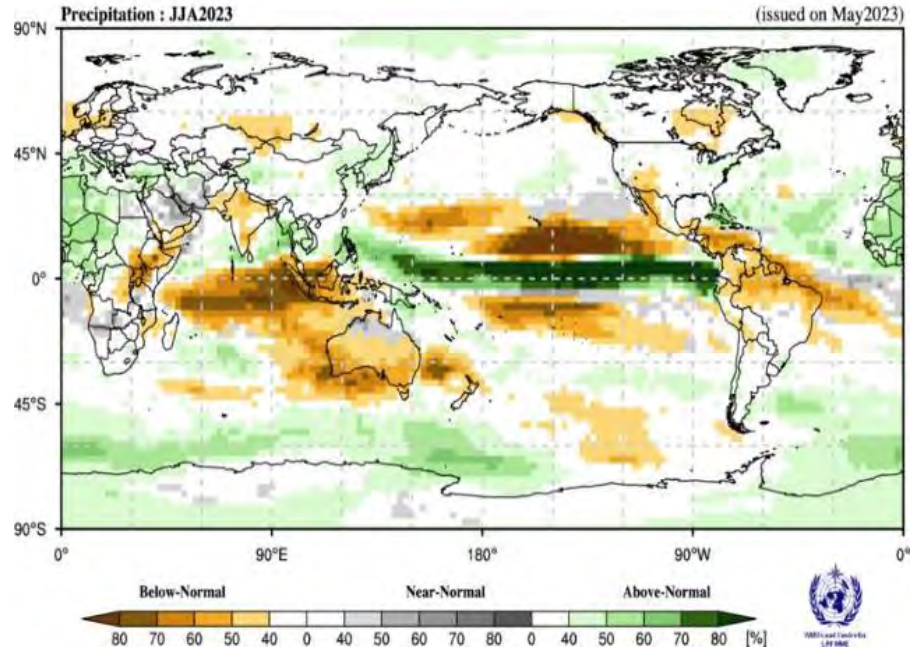 Precipitation : JJA2023 (issued on May2023)
90°N
45°N
0°
45°S
90°S
0° 90°E 180° 90°W 0°
Below-Normal Near-Normal Above-Normal
80 70 60 50 40 0 40 50 60 70 80 0 40 50 60 70 80 [%]